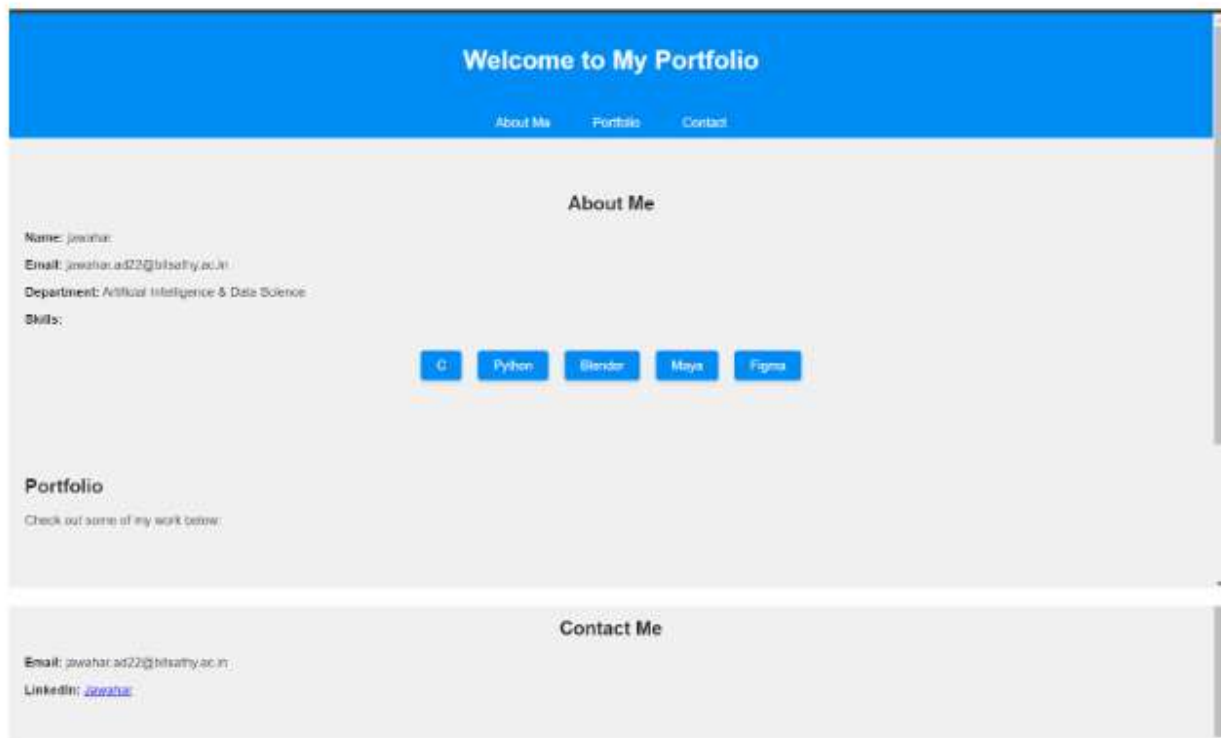 Welcome to My Portfolio
About Me Portfolio Contact
About Me
Name: jawahar
Email: jawahar.ad22@bitsathy.ac.in
Department: Artificial Intelligence & Data Science
Skills:
C Python Blender Maya Figma
Portfolio
Check out some of my work below:
Contact Me
Email: jawahar.ad22@bitsathy.ac.in
LinkedIn: Jawahar